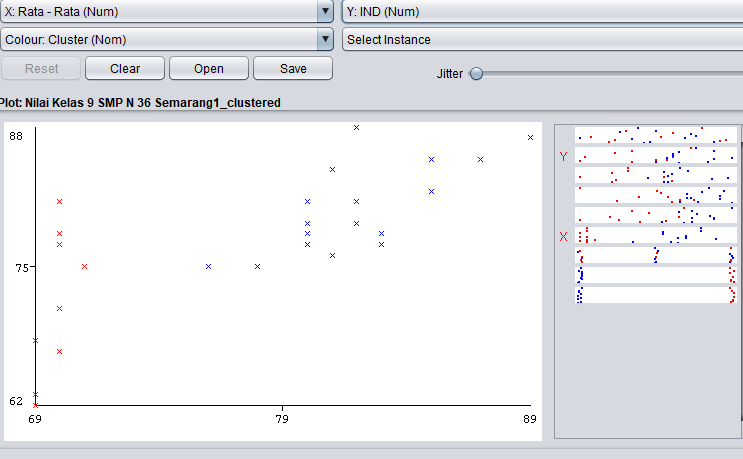 X: Rata - Rata (Num)
Y: IND (Num)
Colour: Cluster (Nom)
Select Instance
Reset
Clear
Open
Save
Jitter
Plot: Nilai Kelas 9 SMP N 36 Semarang1_clustered
88
75
62
69
79
89
Y
X